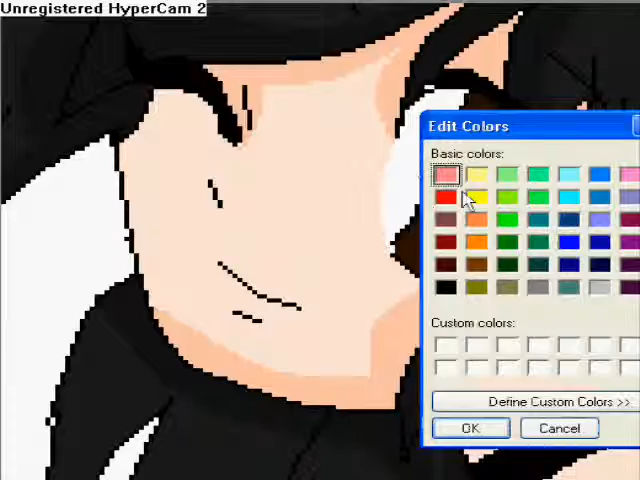 Unregistered HyperCam 2
Edit Colors
Basic colors:
Custom colors:
Define Custom Colors >>
OK
Cancel